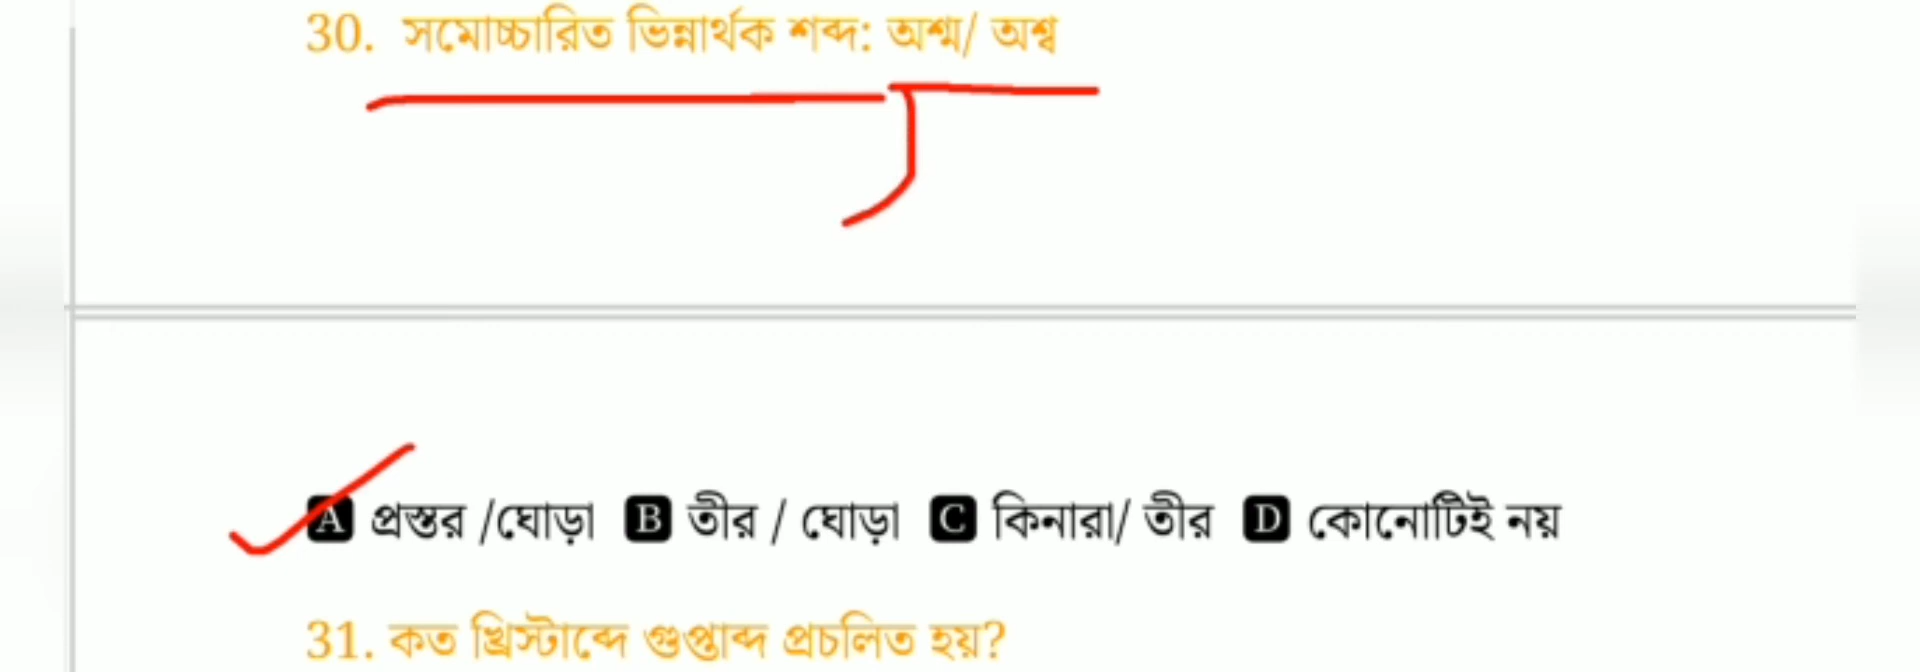 30. সমোচ্চারিত ভিন্নার্থক শব্দ: অশ্ম/ অশ্ব
A প্রস্তর /ঘোড়া B তীর / ঘোড়া C কিনারা/ তীর D কোনোটিই নয়
31. কত খ্রিস্টাব্দে গুপ্তাব্দ প্রচলিত হয়?